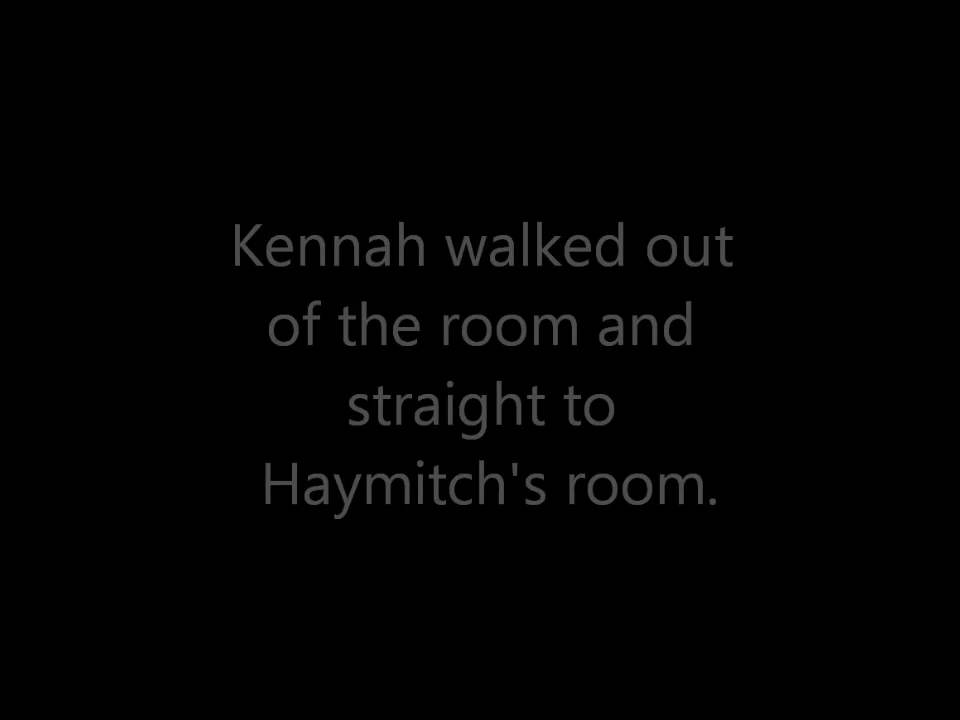 Kennah walked out
of the room and
straight to
Haymitch's room.